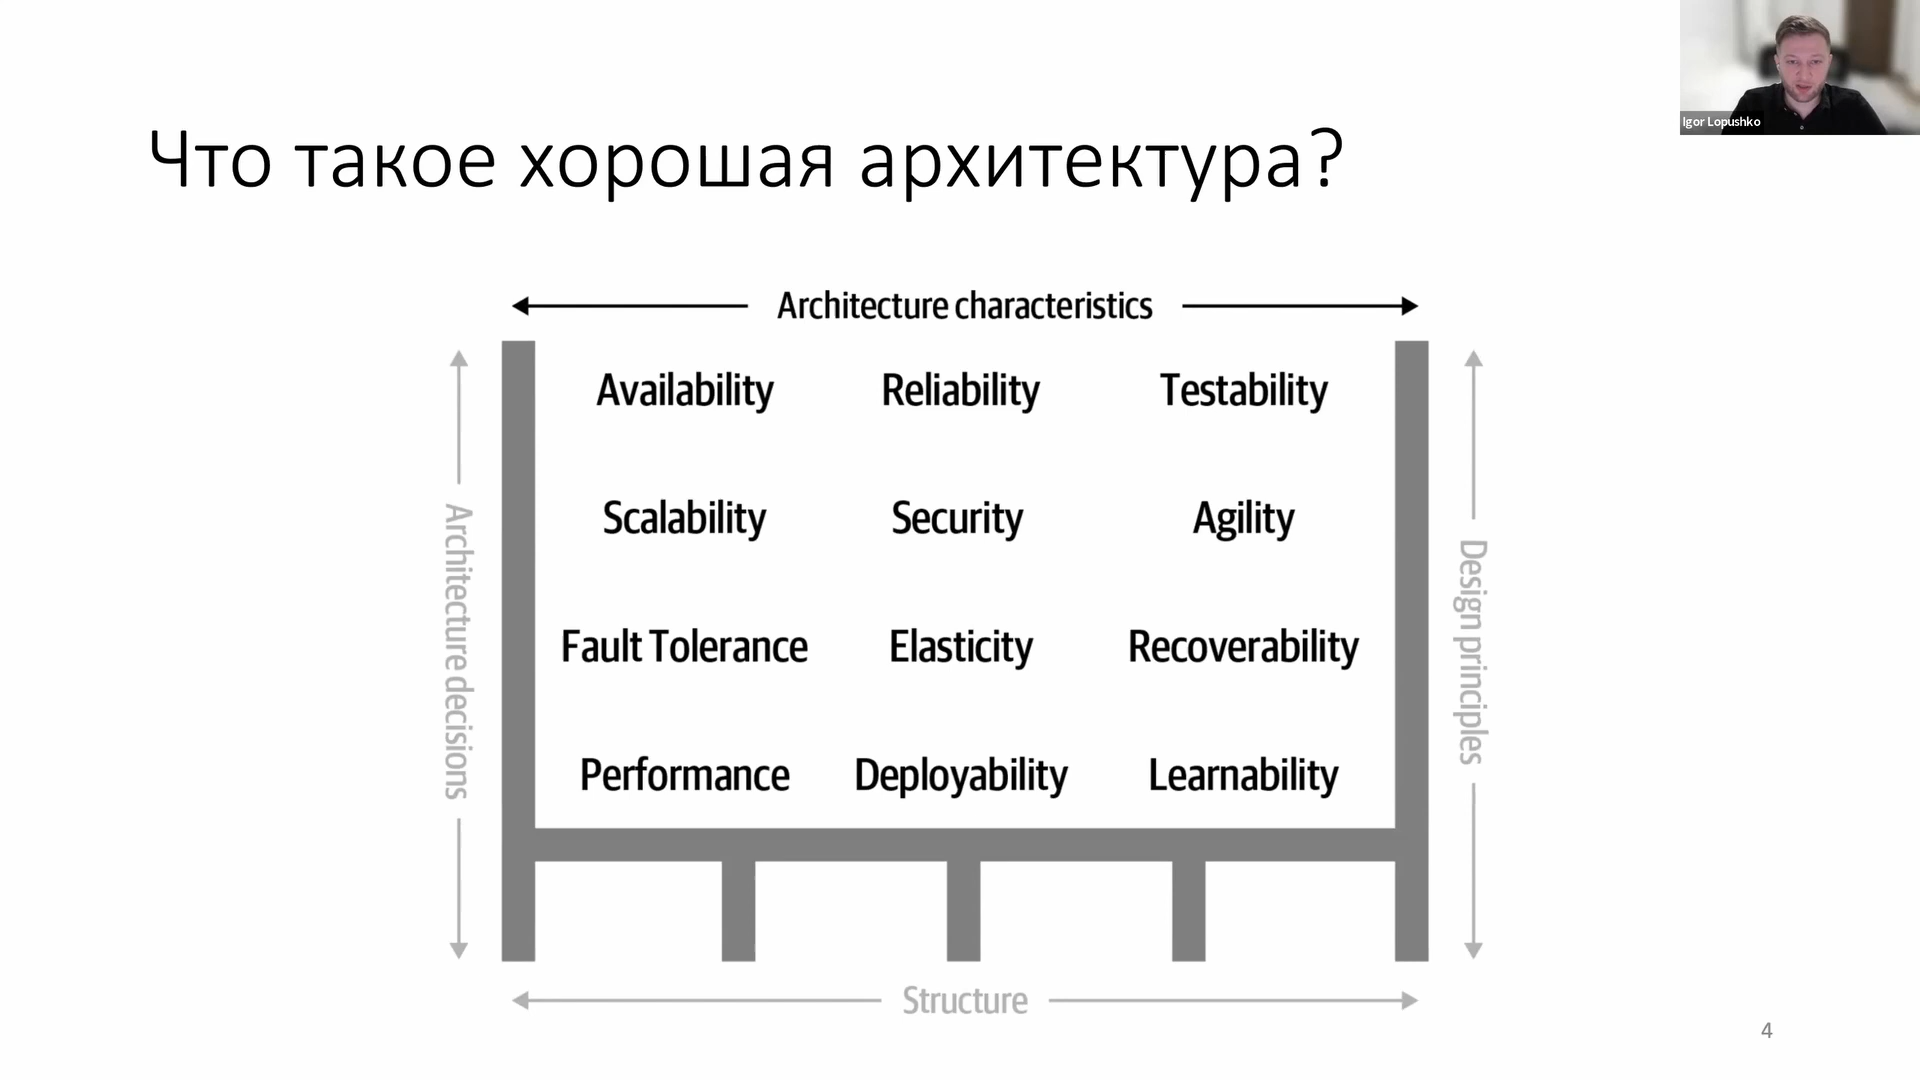 Igor Lopushko
Что такое хорошая архитектура?
Architecture characteristics
Availability Reliability Testability
Scalability Security Agility
Fault Tolerance Elasticity Recoverability
Performance Deployability Learnability
Architecture decisions
Design principles
Structure
4